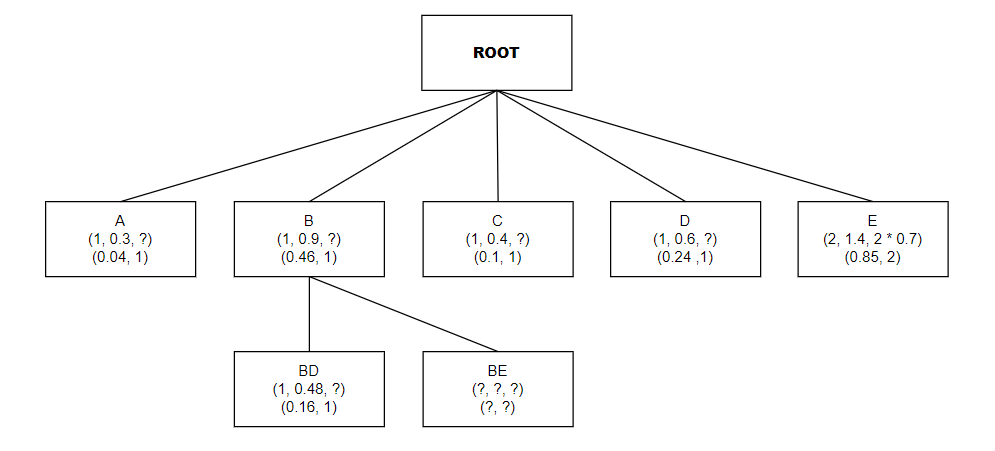 ROOT
A
(1, 0.3, ?)
(0.04, 1)
B
(1, 0.9, ?)
(0.46, 1)
C
(1, 0.4, ?)
(0.1, 1)
D
(1, 0.6, ?)
(0.24 ,1)
E
(2, 1.4, 2 * 0.7)
(0.85, 2)
BD
(1, 0.48, ?)
(0.16, 1)
BE
(?, ?, ?)
(?, ?)